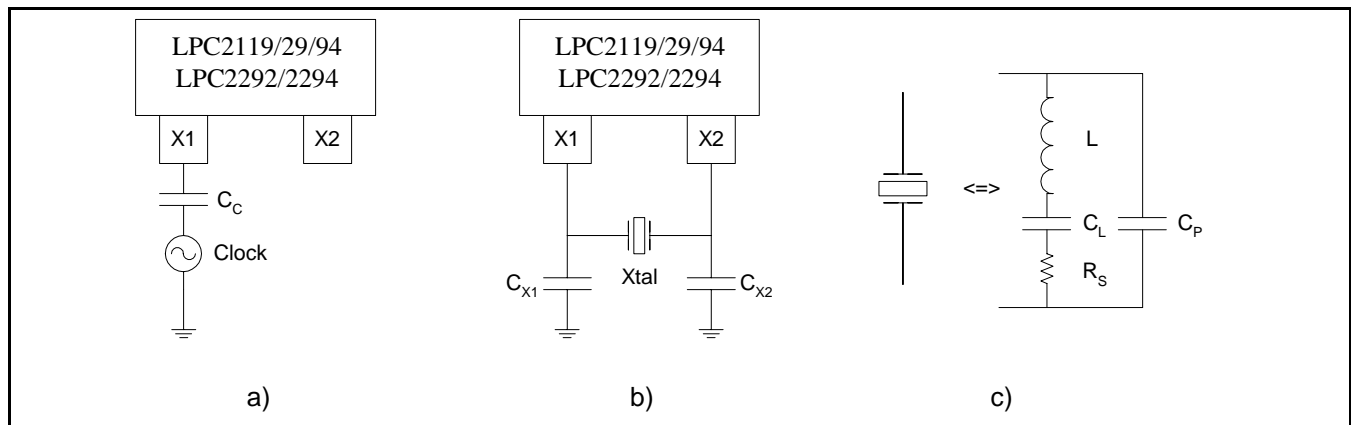 LPC2119/29/94
LPC2292/2294
X1
X2
C_C
Clock
a)
LPC2119/29/94
LPC2292/2294
X1
X2
C_X1
Xtal
C_X2
b)
<=>
L
C_L
C_P
R_S
c)